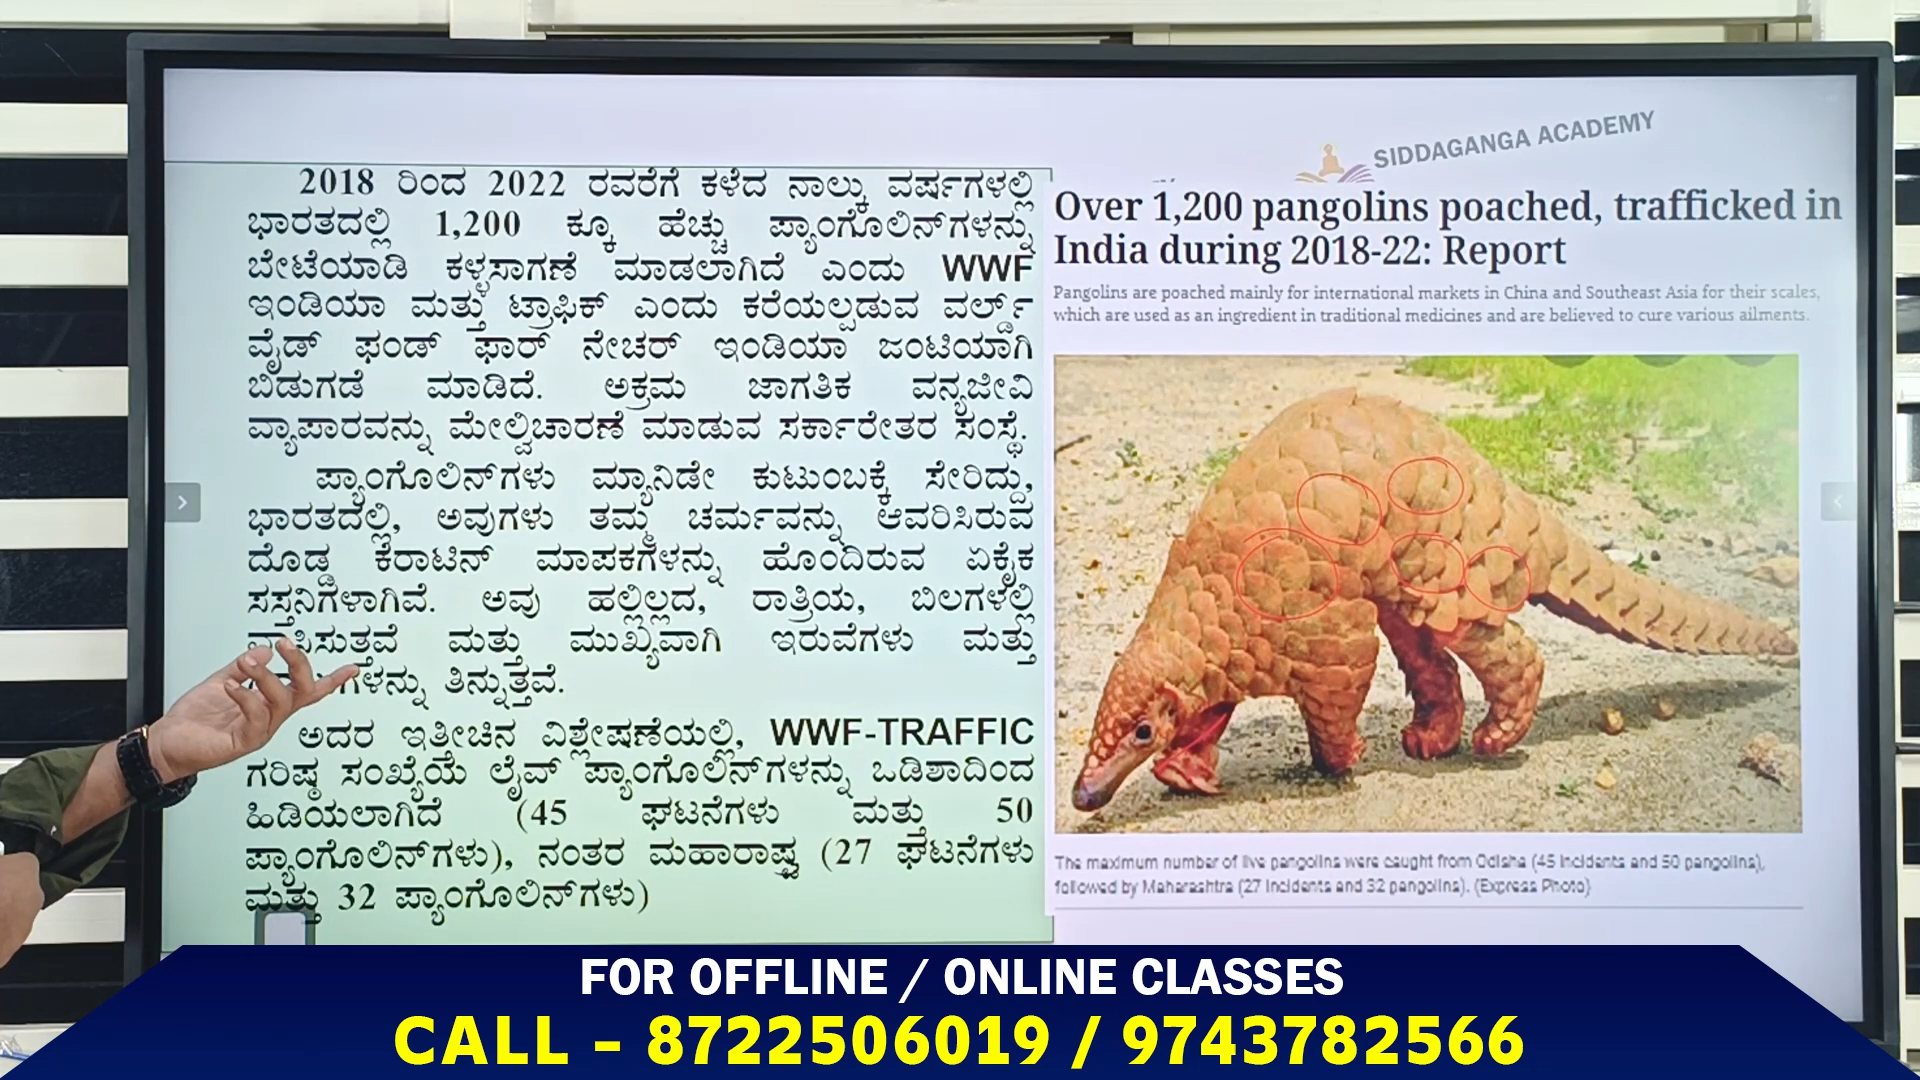 SIDDAGANGA ACADEMY
2018 ರಿಂದ 2022 ರವರೆಗೆ ಕಳೆದ ನಾಲ್ಕು ವರ್ಷಗಳಲ್ಲಿ
ಭಾರತದಲ್ಲಿ 1,200 ಕ್ಕೂ ಹೆಚ್ಚು ಪ್ಯಾಂಗೊಲಿನ್‌ಗಳನ್ನು
ಬೇಟೆಯಾಡಿ ಕಳ್ಳಸಾಗಣೆ ಮಾಡಲಾಗಿದೆ ಎಂದು WWF
ಇಂಡಿಯಾ ಮತ್ತು ಟ್ರಾಫಿಕ್ ಎಂದು ಕರೆಯಲ್ಪಡುವ ವರ್ಲ್ಡ್
ವೈಡ್ ಫಂಡ್ ಫಾರ್ ನೇಚರ್ ಇಂಡಿಯಾ ಜಂಟಿಯಾಗಿ
ಬಿಡುಗಡೆ ಮಾಡಿದೆ. ಅಕ್ರಮ ಜಾಗತಿಕ ವನ್ಯಜೀವಿ
ವ್ಯಾಪಾರವನ್ನು ಮೇಲ್ವಿಚಾರಣೆ ಮಾಡುವ ಸರ್ಕಾರೇತರ ಸಂಸ್ಥೆ.
ಪ್ಯಾಂಗೊಲಿನ್‌ಗಳು ಮ್ಯಾನಿಡೇ ಕುಟುಂಬಕ್ಕೆ ಸೇರಿದ್ದು,
ಭಾರತದಲ್ಲಿ, ಅವುಗಳು ತಮ್ಮ ಚರ್ಮವನ್ನು ಆವರಿಸಿರುವ
ದೊಡ್ಡ ಕೆರಾಟಿನ್ ಮಾಪಕಗಳನ್ನು ಹೊಂದಿರುವ ಏಕೈಕ
ಸಸ್ತನಿಗಳಾಗಿವೆ. ಅವು ಹಲ್ಲಿಲ್ಲದ, ರಾತ್ರಿಯ, ಬಿಲಗಳಲ್ಲಿ
ವಾಸಿಸುತ್ತವೆ ಮತ್ತು ಮುಖ್ಯವಾಗಿ ಇರುವೆಗಳು ಮತ್ತು
ತಿನ್ನುತ್ತವೆ.
ಅದರ ಇತ್ತೀಚಿನ ವಿಶ್ಲೇಷಣೆಯಲ್ಲಿ, WWF-TRAFFIC
ಗರಿಷ್ಠ ಸಂಖ್ಯೆಯ ಲೈವ್ ಪ್ಯಾಂಗೊಲಿನ್‌ಗಳನ್ನು ಒಡಿಶಾದಿಂದ
ಹಿಡಿಯಲಾಗಿದೆ (45 ಘಟನೆಗಳು ಮತ್ತು 50
ಪ್ಯಾಂಗೊಲಿನ್‌ಗಳು), ನಂತರ ಮಹಾರಾಷ್ಟ್ರ (27 ಘಟನೆಗಳು
ಮತ್ತು 32 ಪ್ಯಾಂಗೊಲಿನ್‌ಗಳು)
Over 1,200 pangolins poached, trafficked in
India during 2018-22: Report
Pangolins are poached mainly for international markets in China and Southeast Asia for their scales,
which are used as an ingredient in traditional medicines and are believed to cure various ailments.
The maximum number of live pangolins were caught from Odisha (45 incidents and 50 pangolins),
followed by Maharashtra (27 incidents and 32 pangolins). (Express Photo)
FOR OFFLINE / ONLINE CLASSES
CALL – 8722506019 / 9743782566